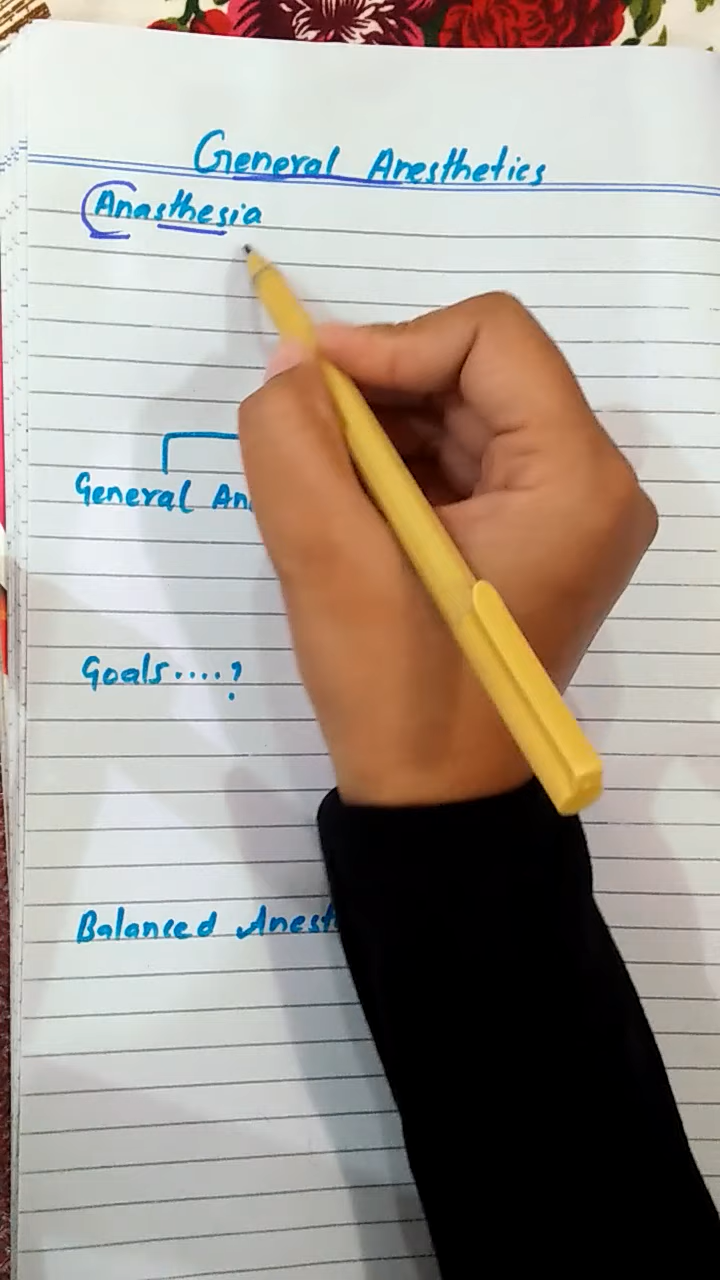 General Anesthetics
Anasthesia
General An
Goals....?
Balanced Anest